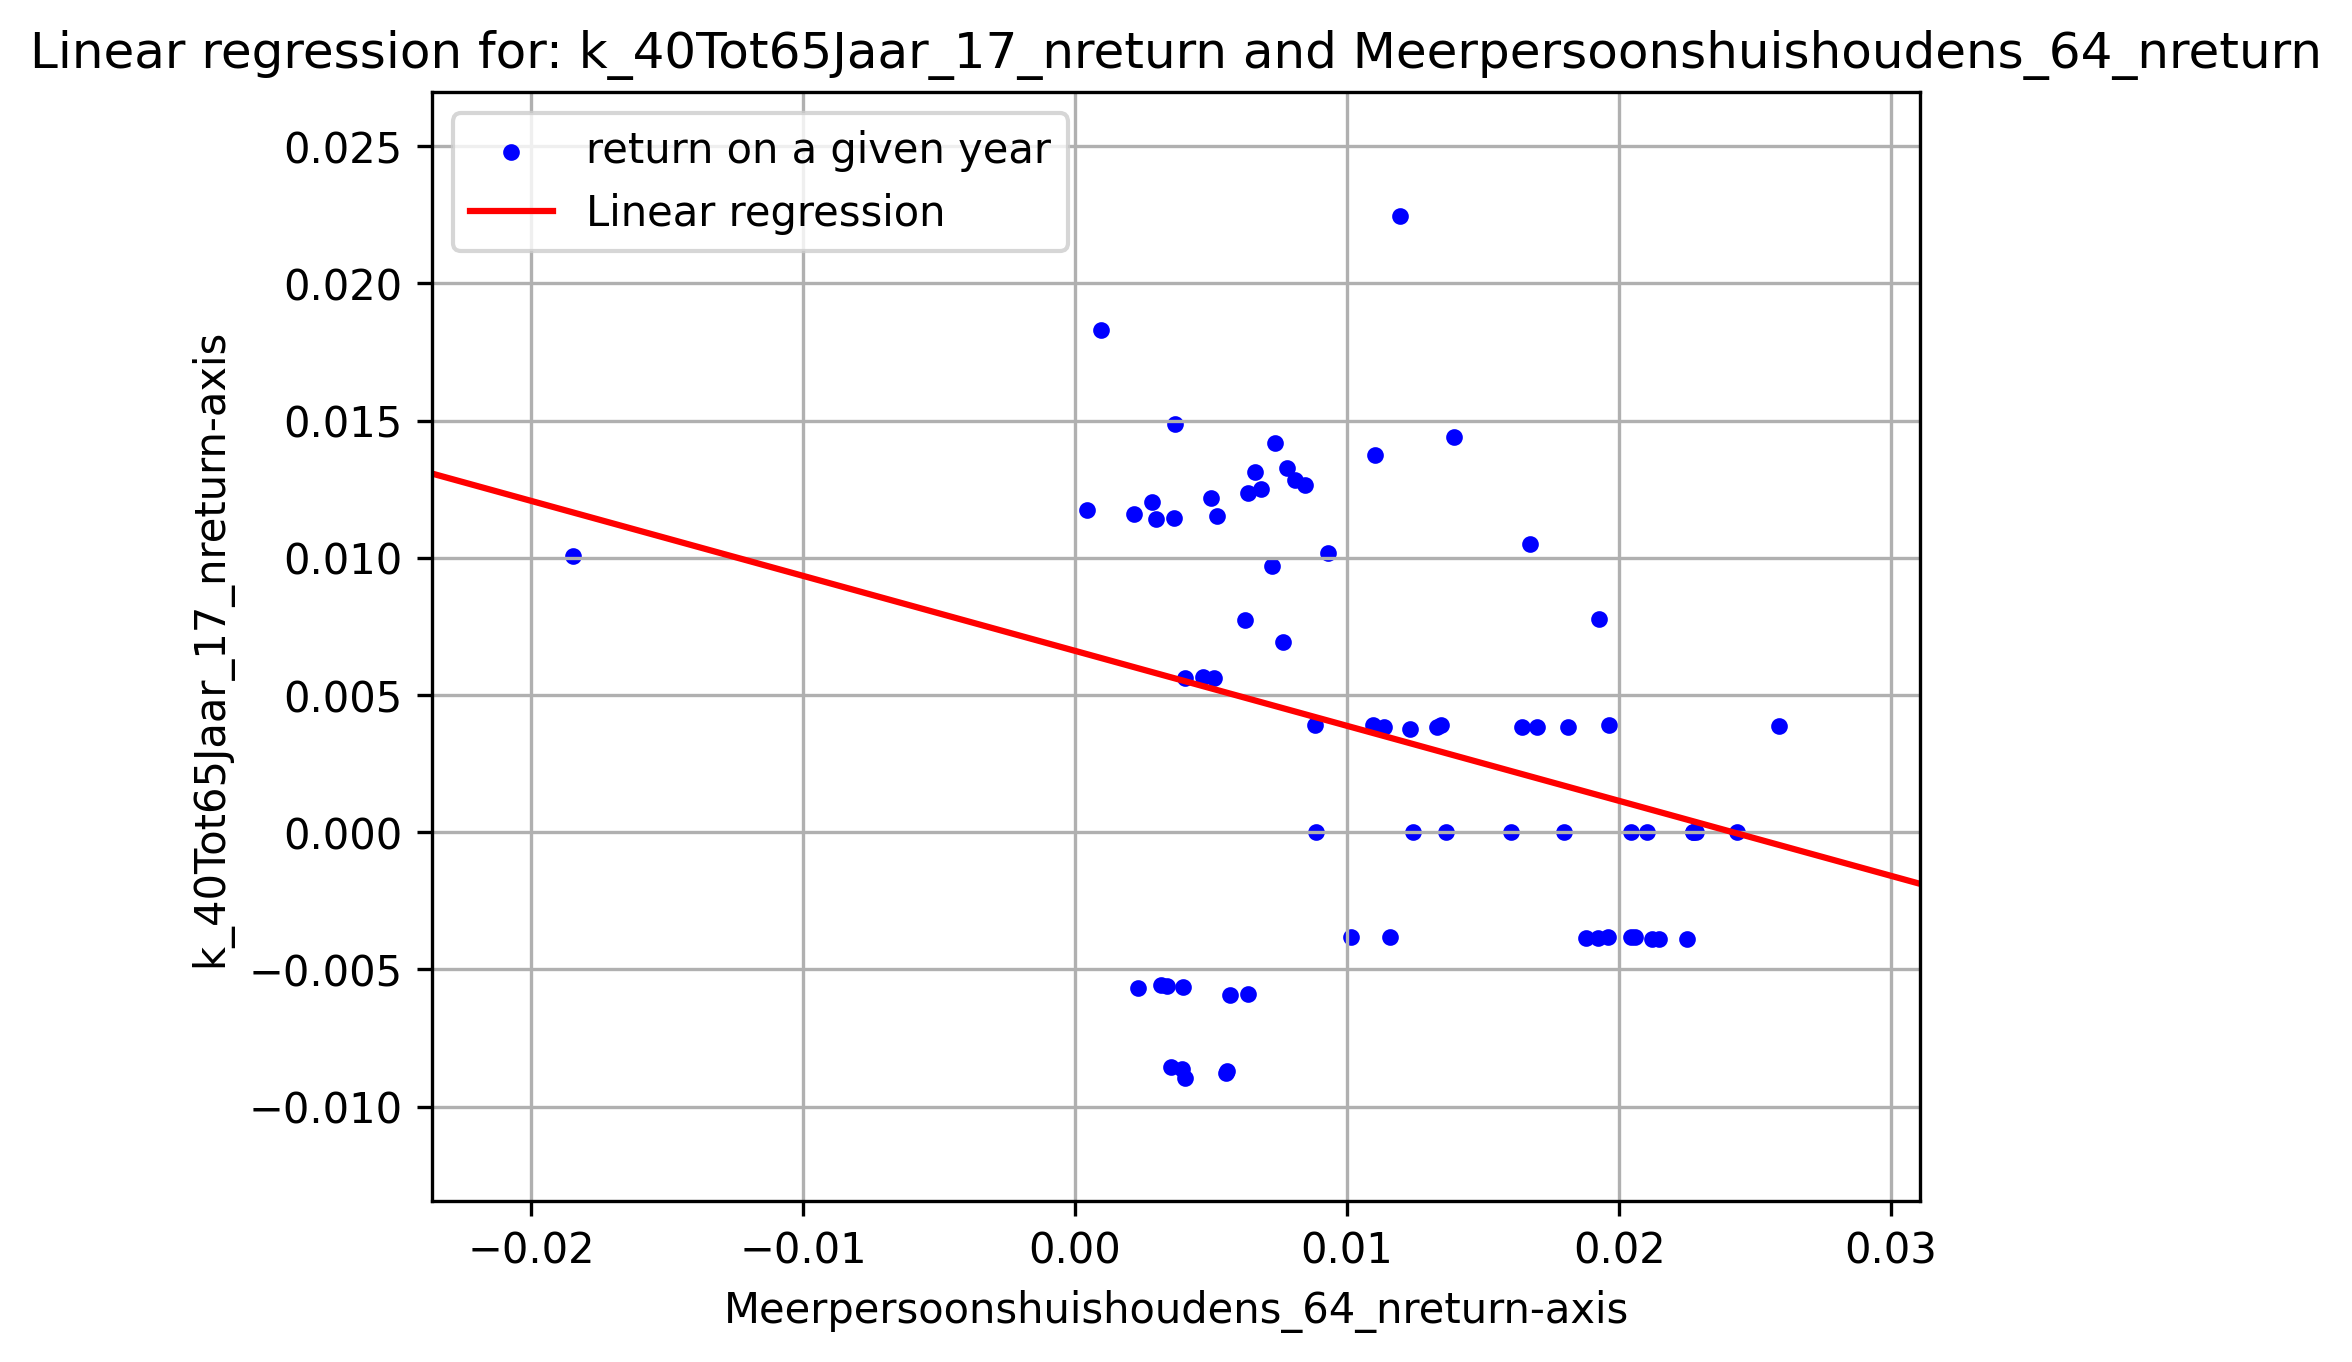 Linear regression for: k_40Tot65Jaar_17_nreturn and Meerpersoonshuishoudens_64_nreturn
return on a given year
Linear regression
k_40Tot65Jaar_17_nreturn-axis
0.025
0.020
0.015
0.010
0.005
0.000
−0.005
−0.010
−0.02
−0.01
0.00
0.01
0.02
0.03
Meerpersoonshuishoudens_64_nreturn-axis